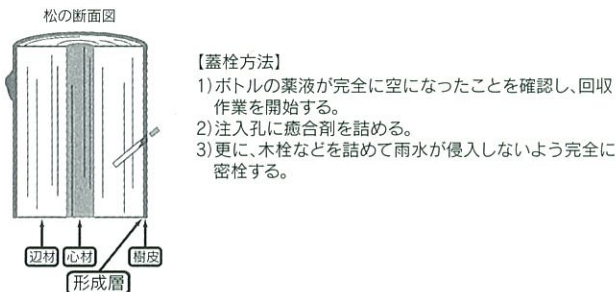 松の断面図
【蓋栓方法】
1)ボトルの薬液が完全に空になったことを確認し、回収
作業を開始する。
2)注入孔に癒合剤を詰める。
3)更に、木栓などを詰めて雨水が侵入しないよう完全に
密栓する。
辺材
心材
樹皮
形成層